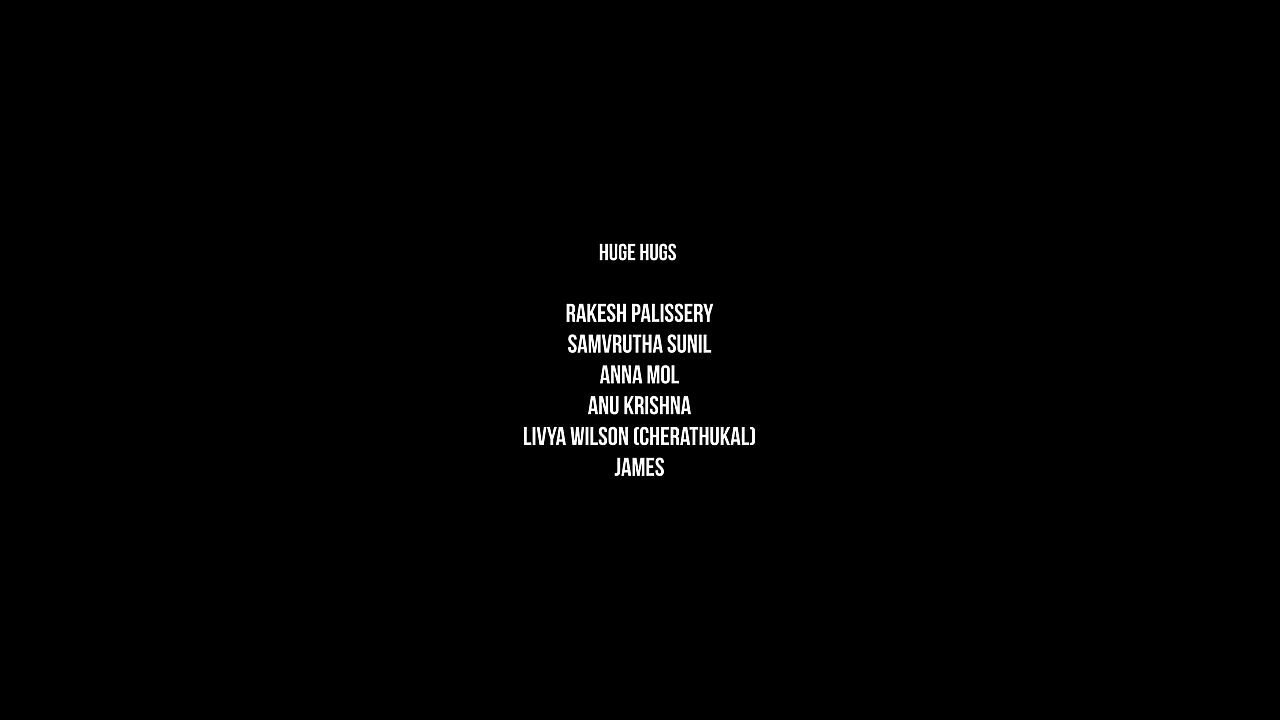 HUGE HUGS
RAKESH PALISSERY
SAMVRUTHA SUNIL
ANNA MOL
ANU KRISHNA
LIVYA WILSON (CHERATHUKAL)
JAMES